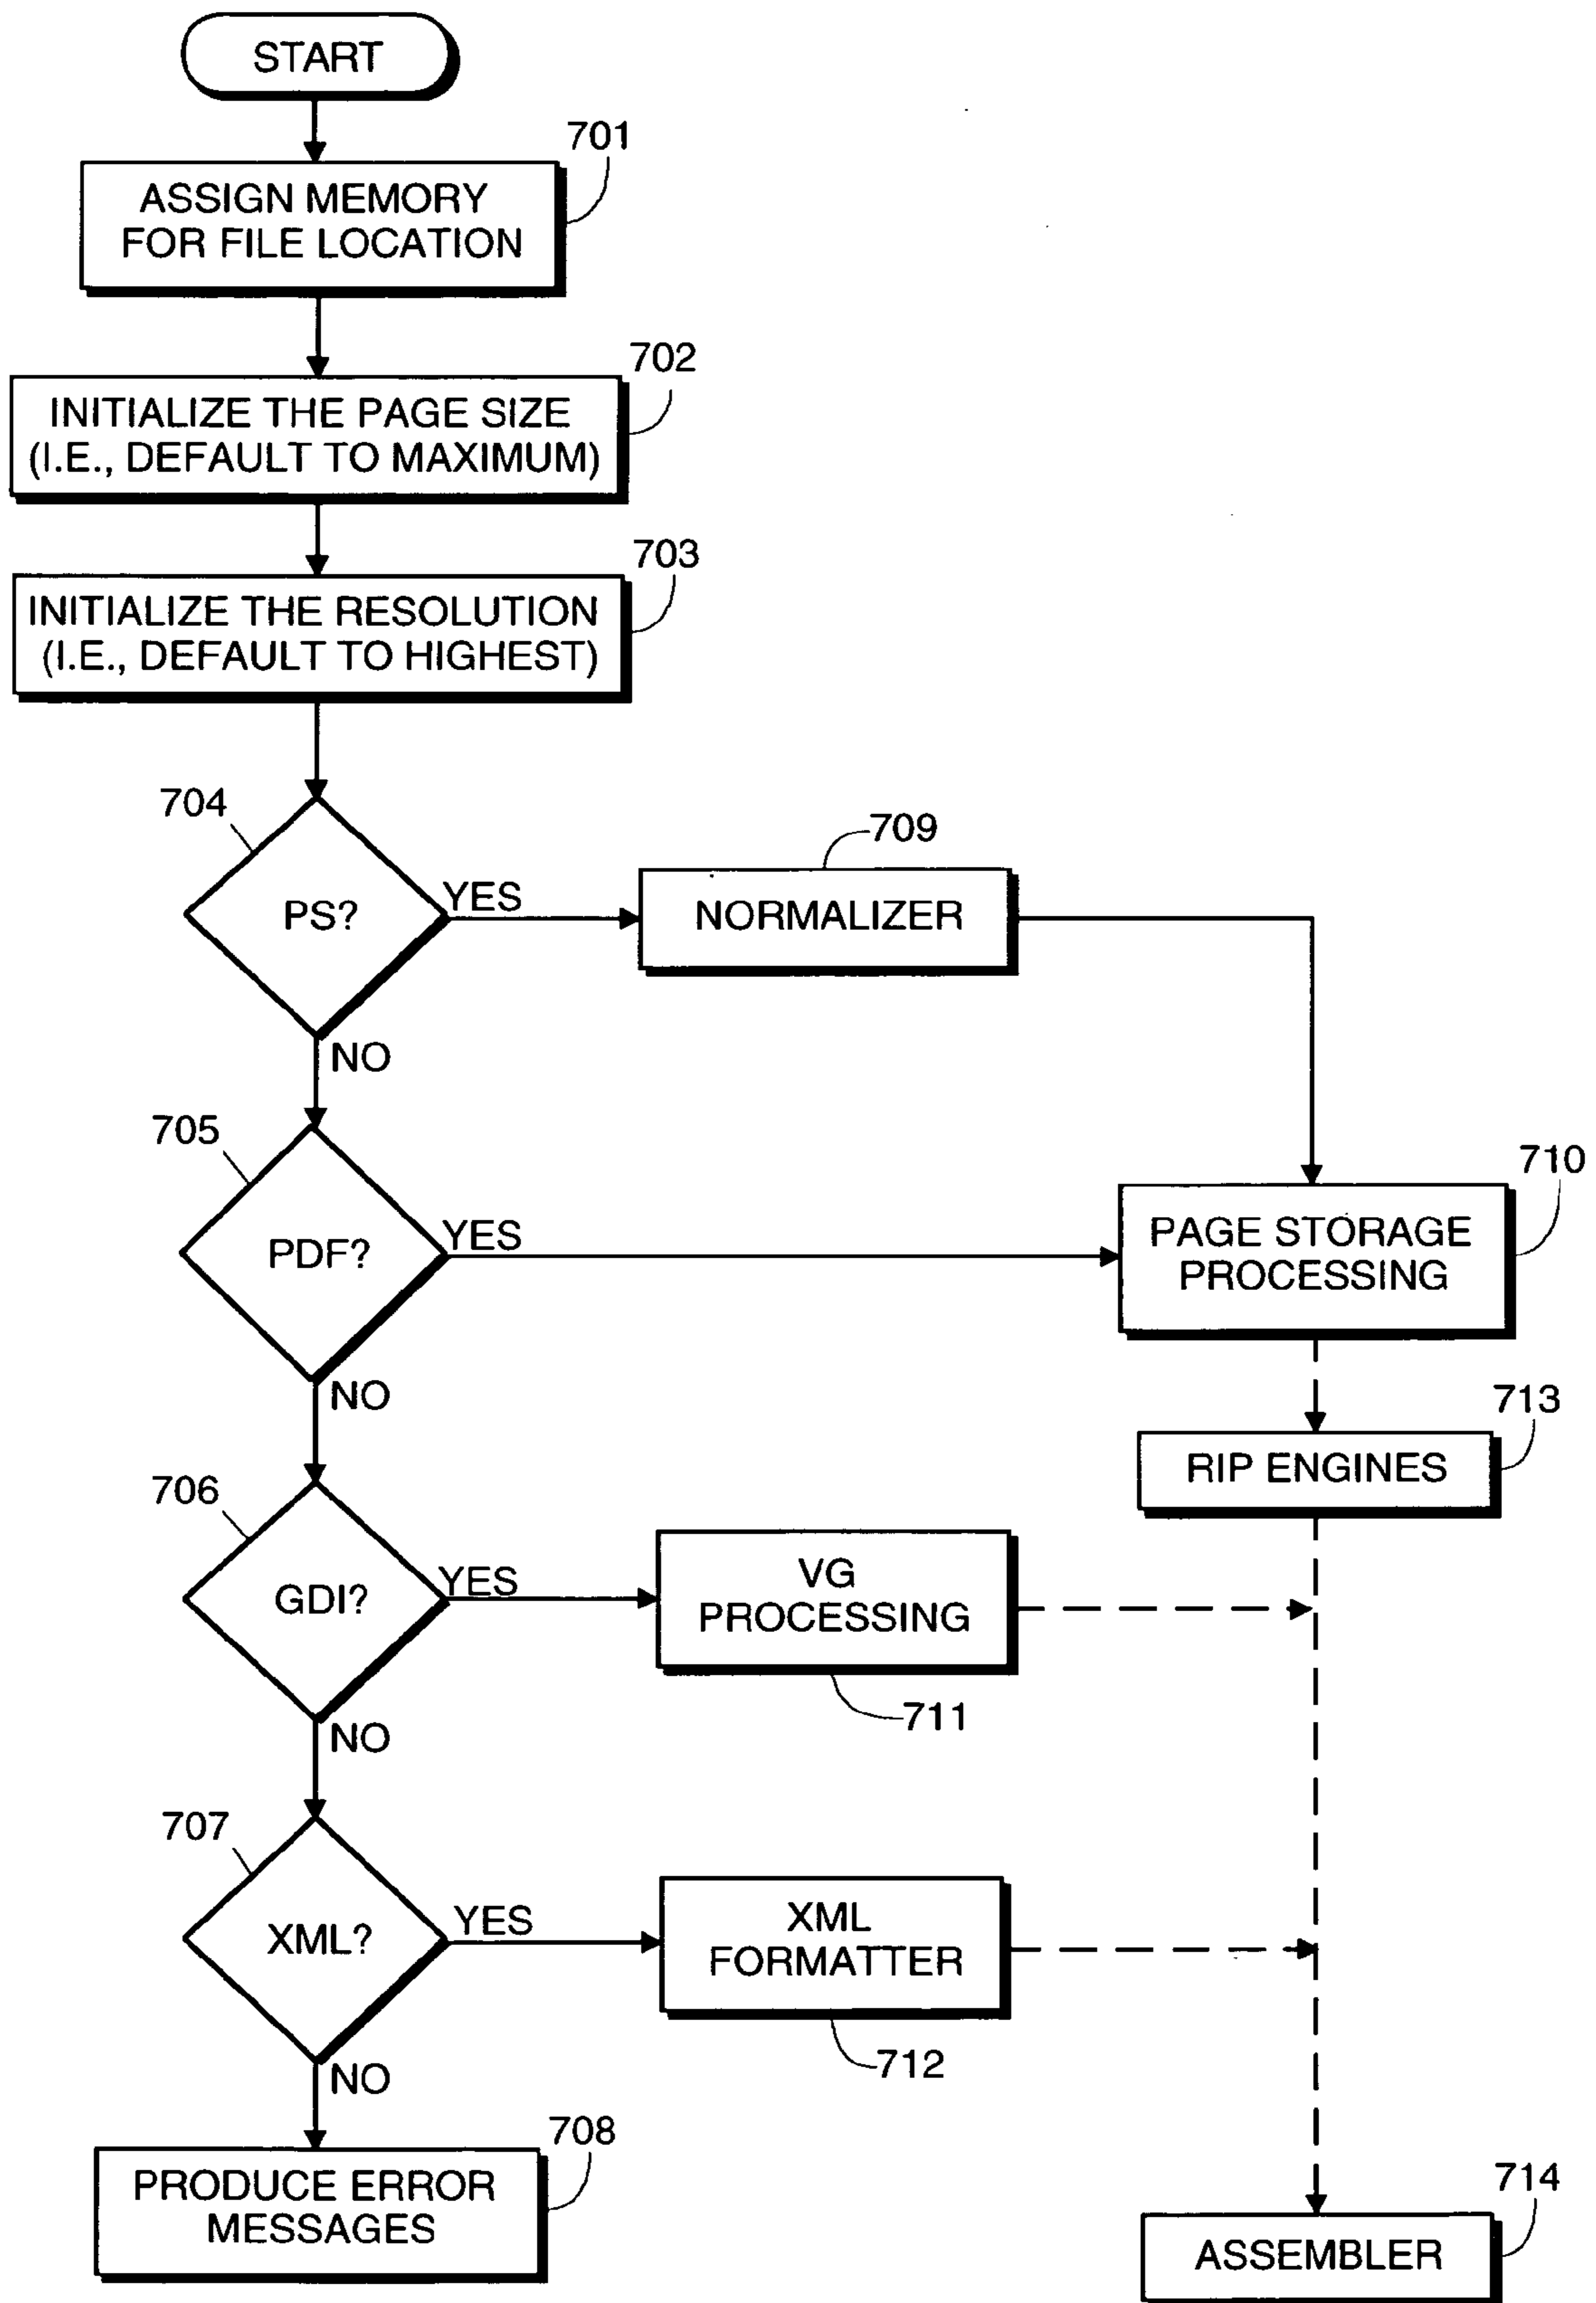 START
701
ASSIGN MEMORY
FOR FILE LOCATION
702
INITIALIZE THE PAGE SIZE
(I.E., DEFAULT TO MAXIMUM)
703
INITIALIZE THE RESOLUTION
(I.E., DEFAULT TO HIGHEST)
704
PS?
YES
709
NORMALIZER
NO
705
PDF?
YES
710
PAGE STORAGE
PROCESSING
NO
713
RIP ENGINES
706
GDI?
YES
VG
PROCESSING
711
NO
707
XML?
YES
XML
FORMATTER
712
NO
708
PRODUCE ERROR
MESSAGES
714
ASSEMBLER